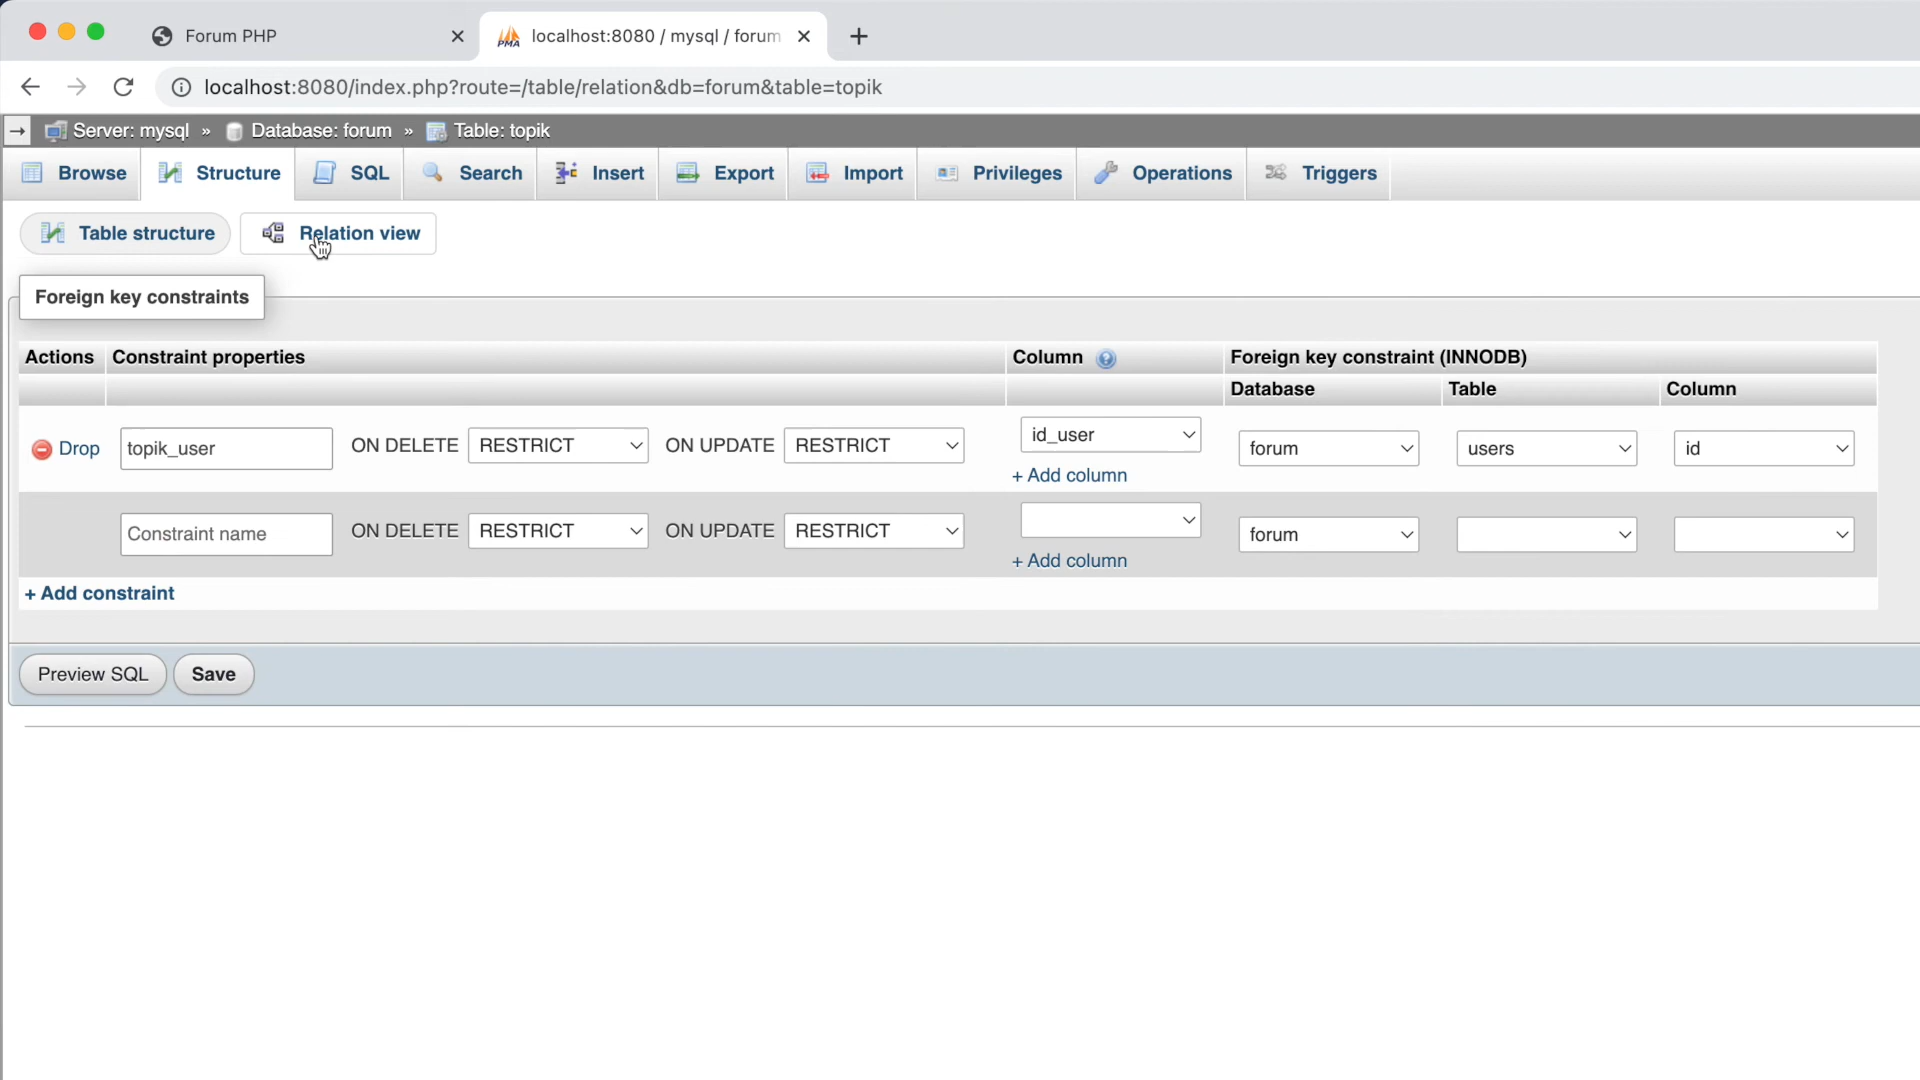 Forum PHP
PMA localhost:8080 / mysql / forum
localhost:8080/index.php?route=/table/relation&db=forum&table=topik
Server: mysql » Database: forum » Table: topik
Browse Structure SQL Search Insert Export Import Privileges Operations Triggers
Table structure Relation view
Foreign key constraints
Actions Constraint properties Column Foreign key constraint (INNODB)
Database Table Column
Drop topik_user ON DELETE RESTRICT ON UPDATE RESTRICT id_user forum users id
+ Add column
Constraint name ON DELETE RESTRICT ON UPDATE RESTRICT forum
+ Add column
+ Add constraint
Preview SQL Save